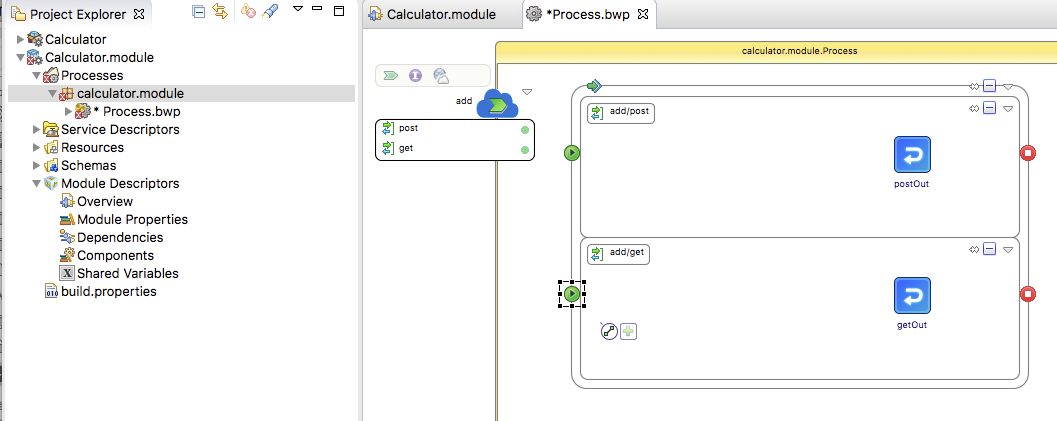 Project Explorer
Calculator
Calculator.module
Processes
calculator.module
* Process.bwp
Service Descriptors
Resources
Schemas
Module Descriptors
Overview
Module Properties
Dependencies
Components
X Shared Variables
010 build.properties
Calculator.module
*Process.bwp
calculator.module.Process
I
add
post
get
add/post
postOut
add/get
getOut